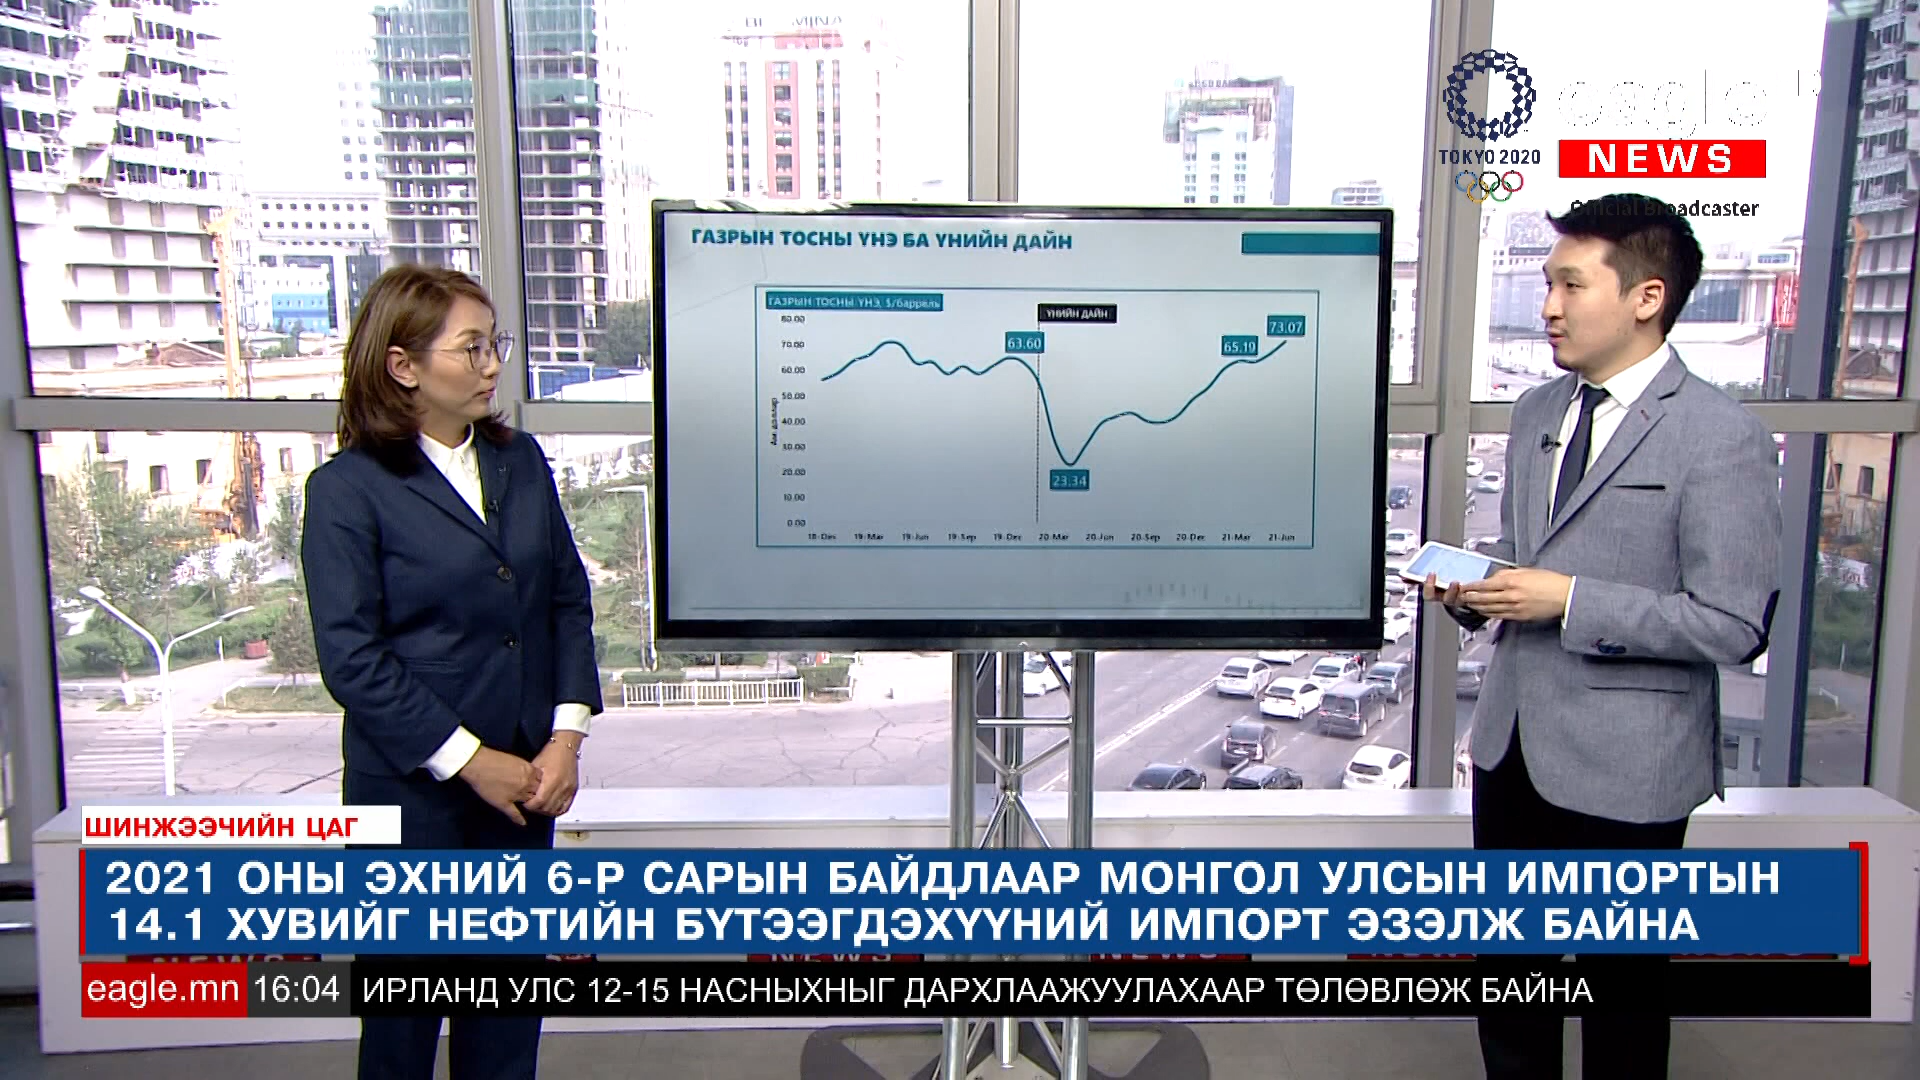 TOKYO 2020
eagle
NEWS
Official Broadcaster
ГАЗРЫН ТОСНЫ ҮНЭ БА ҮНИЙН ДАЙН
ГАЗРЫН ТОСНЫ ҮНЭ, $/баррель
ҮНИЙН ДАЙН
80.00
70.00
60.00
50.00
40.00
30.00
20.00
10.00
0.00
Ам.доллар
63.60
23.34
65.19
73.07
18-Dec 19-Mar 19-Jun 19-Sep 19-Dec 20-Mar 20-Jun 20-Sep 20-Dec 21-Mar 21-Jun
ШИНЖЭЭЧИЙН ЦАГ
2021 ОНЫ ЭХНИЙ 6-Р САРЫН БАЙДЛААР МОНГОЛ УЛСЫН ИМПОРТЫН
14.1 ХУВИЙГ НЕФТИЙН БҮТЭЭГДЭХҮҮНИЙ ИМПОРТ ЭЗЭЛЖ БАЙНА
eagle.mn 16:04 ИРЛАНД УЛС 12-15 НАСНЫХНЫГ ДАРХЛААЖУУЛАХААР ТӨЛӨВЛӨЖ БАЙНА